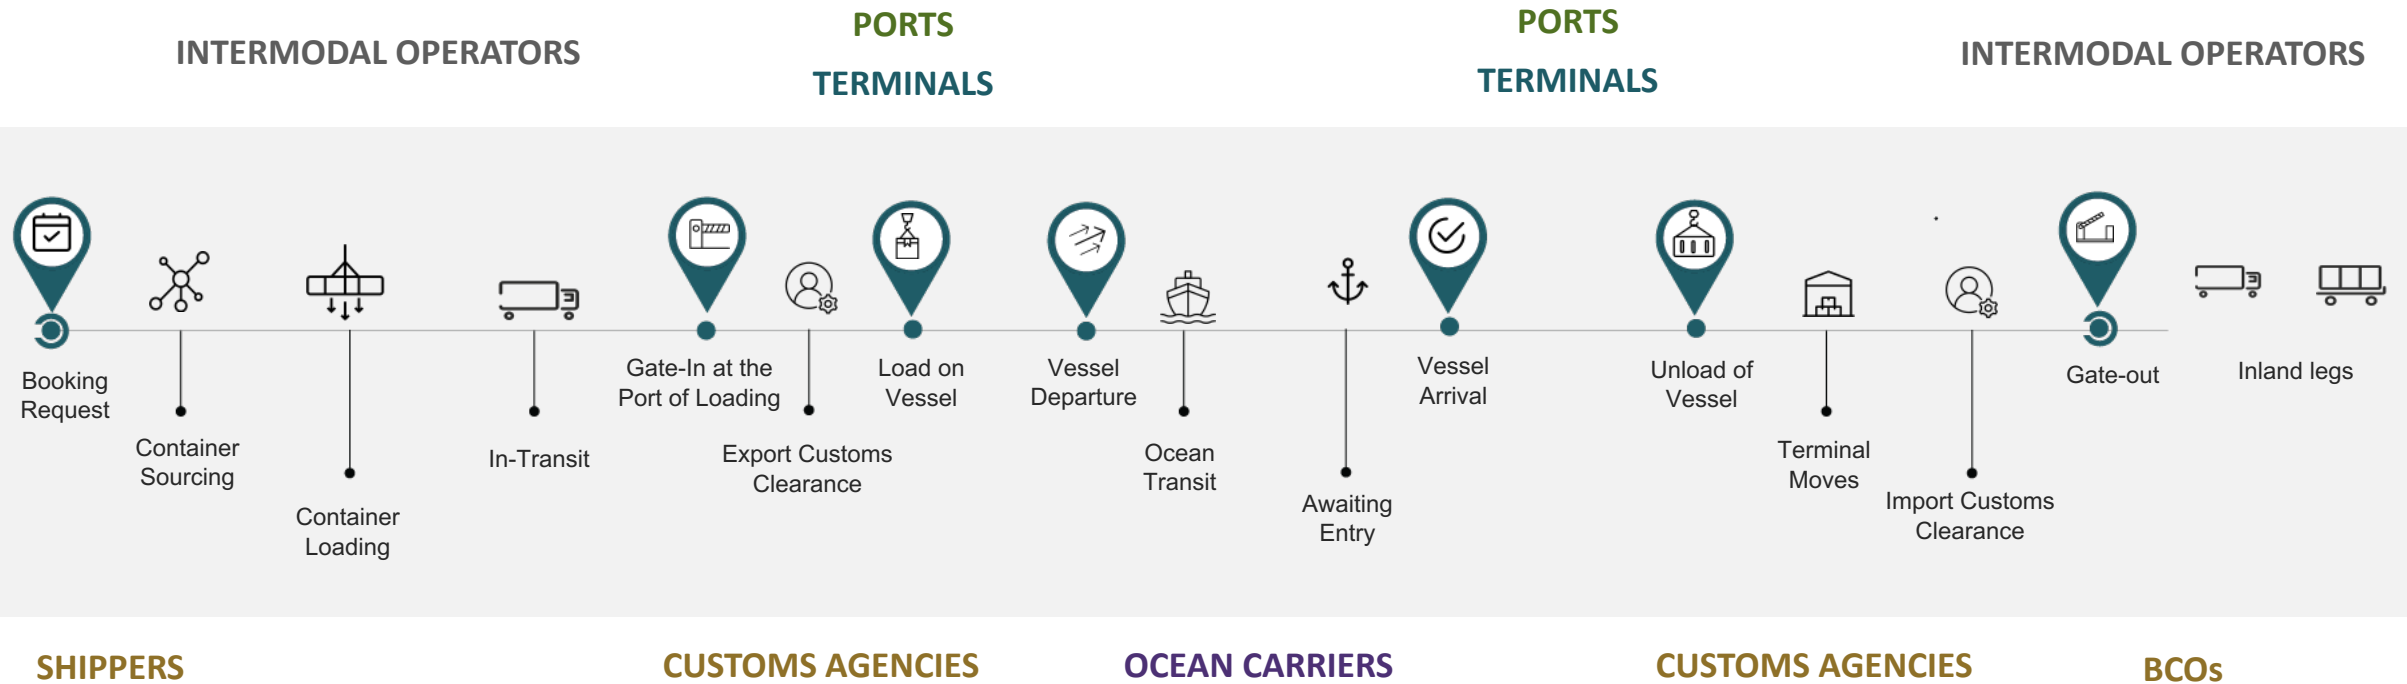 INTERMODAL OPERATORS
PORTS
TERMINALS
PORTS
TERMINALS
INTERMODAL OPERATORS
Booking
Request
Container
Sourcing
Container
Loading
In-Transit
Gate-In at the
Port of Loading
Export Customs
Clearance
Load on
Vessel
Vessel
Departure
Ocean
Transit
Awaiting
Entry
Vessel
Arrival
Unload of
Vessel
Terminal
Moves
Import Customs
Clearance
Gate-out
Inland legs
SHIPPERS
CUSTOMS AGENCIES
OCEAN CARRIERS
CUSTOMS AGENCIES
BCOs